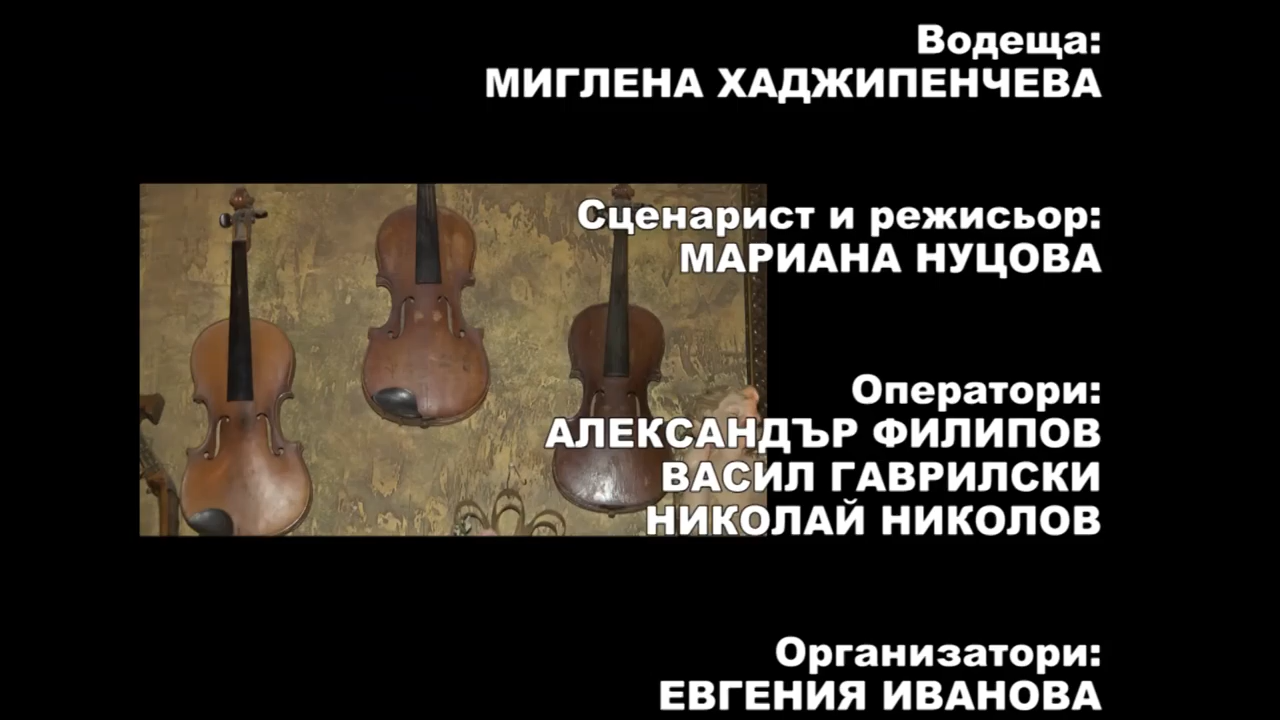 Водеща:
МИГЛЕНА ХАДЖИПЕНЧЕВА
Сценарист и режисьор:
МАРИАНА НУЦОВА
Оператори:
АЛЕКСАНДЪР ФИЛИПОВ
ВАСИЛ ГАВРИЛСКИ
НИКОЛАЙ НИКОЛОВ
Организатори:
ЕВГЕНИЯ ИВАНОВА